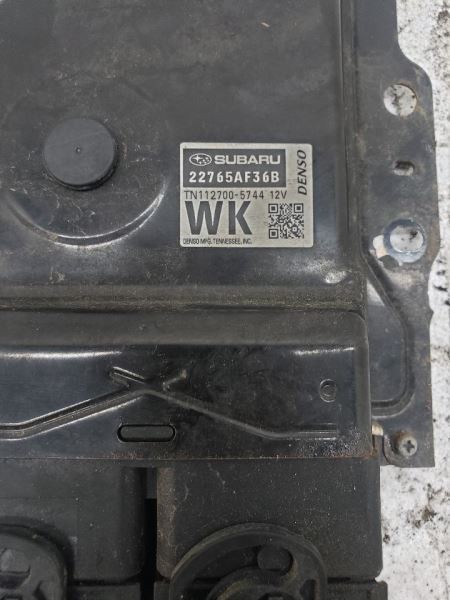 SUBARU
22765AF36B
TN112700-5744 12V
WK
DENSO MFG. TENNESSEE, INC.
DENSO